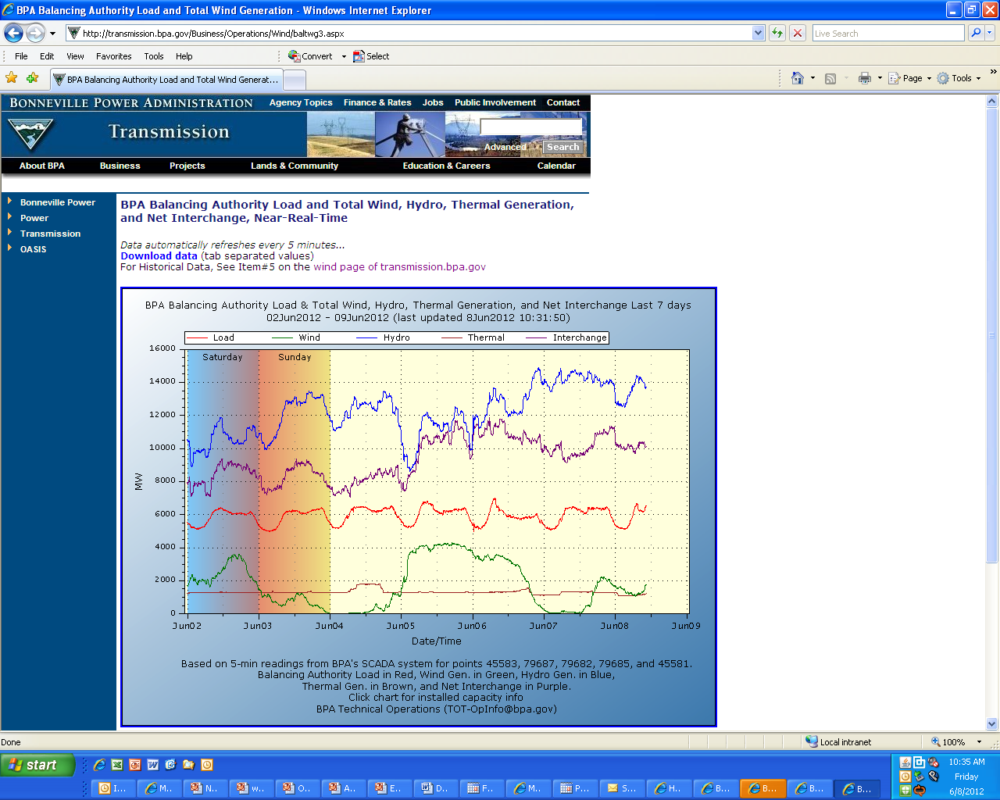 BPA Balancing Authority Load and Total Wind Generation - Windows Internet Explorer
http://transmission.bpa.gov/Business/Operations/Wind/baltwg3.aspx
Live Search
File Edit View Favorites Tools Help
Convert Select
BPA Balancing Authority Load and Total Wind Generat...
Page Tools
BONNEVILLE POWER ADMINISTRATION
Agency Topics Finance & Rates Jobs Public Involvement Contact
Transmission
Advanced Search
About BPA Business Projects Lands & Community Education & Careers Calendar
Bonneville Power
Power
Transmission
OASIS
BPA Balancing Authority Load and Total Wind, Hydro, Thermal Generation,
and Net Interchange, Near-Real-Time
Data automatically refreshes every 5 minutes...
Download data (tab separated values)
For Historical Data, See Item#5 on the wind page of transmission.bpa.gov
BPA Balancing Authority Load & Total Wind, Hydro, Thermal Generation, and Net Interchange Last 7 days
02Jun2012 - 09Jun2012 (last updated 8Jun2012 10:31:50)
Load Wind Hydro Thermal Interchange
16000
14000
12000
10000
8000
6000
4000
2000
0
MW
Saturday Sunday
Jun02 Jun03 Jun04 Jun05 Jun06 Jun07 Jun08 Jun09
Date/Time
Based on 5-min readings from BPA's SCADA system for points 45583, 79687, 79682, 79685, and 45581.
Balancing Authority Load in Red, Wind Gen. in Green, Hydro Gen. in Blue,
Thermal Gen. in Brown, and Net Interchange in Purple.
Click chart for installed capacity info
BPA Technical Operations (TOT-OpInfo@bpa.gov)
Done
Local intranet
100%
start
10:35 AM
Friday
6/8/2012
I... M.. N.. w.. O.. A.. E.. D.. F.. M.. P... S... H.. B... B... B... B...